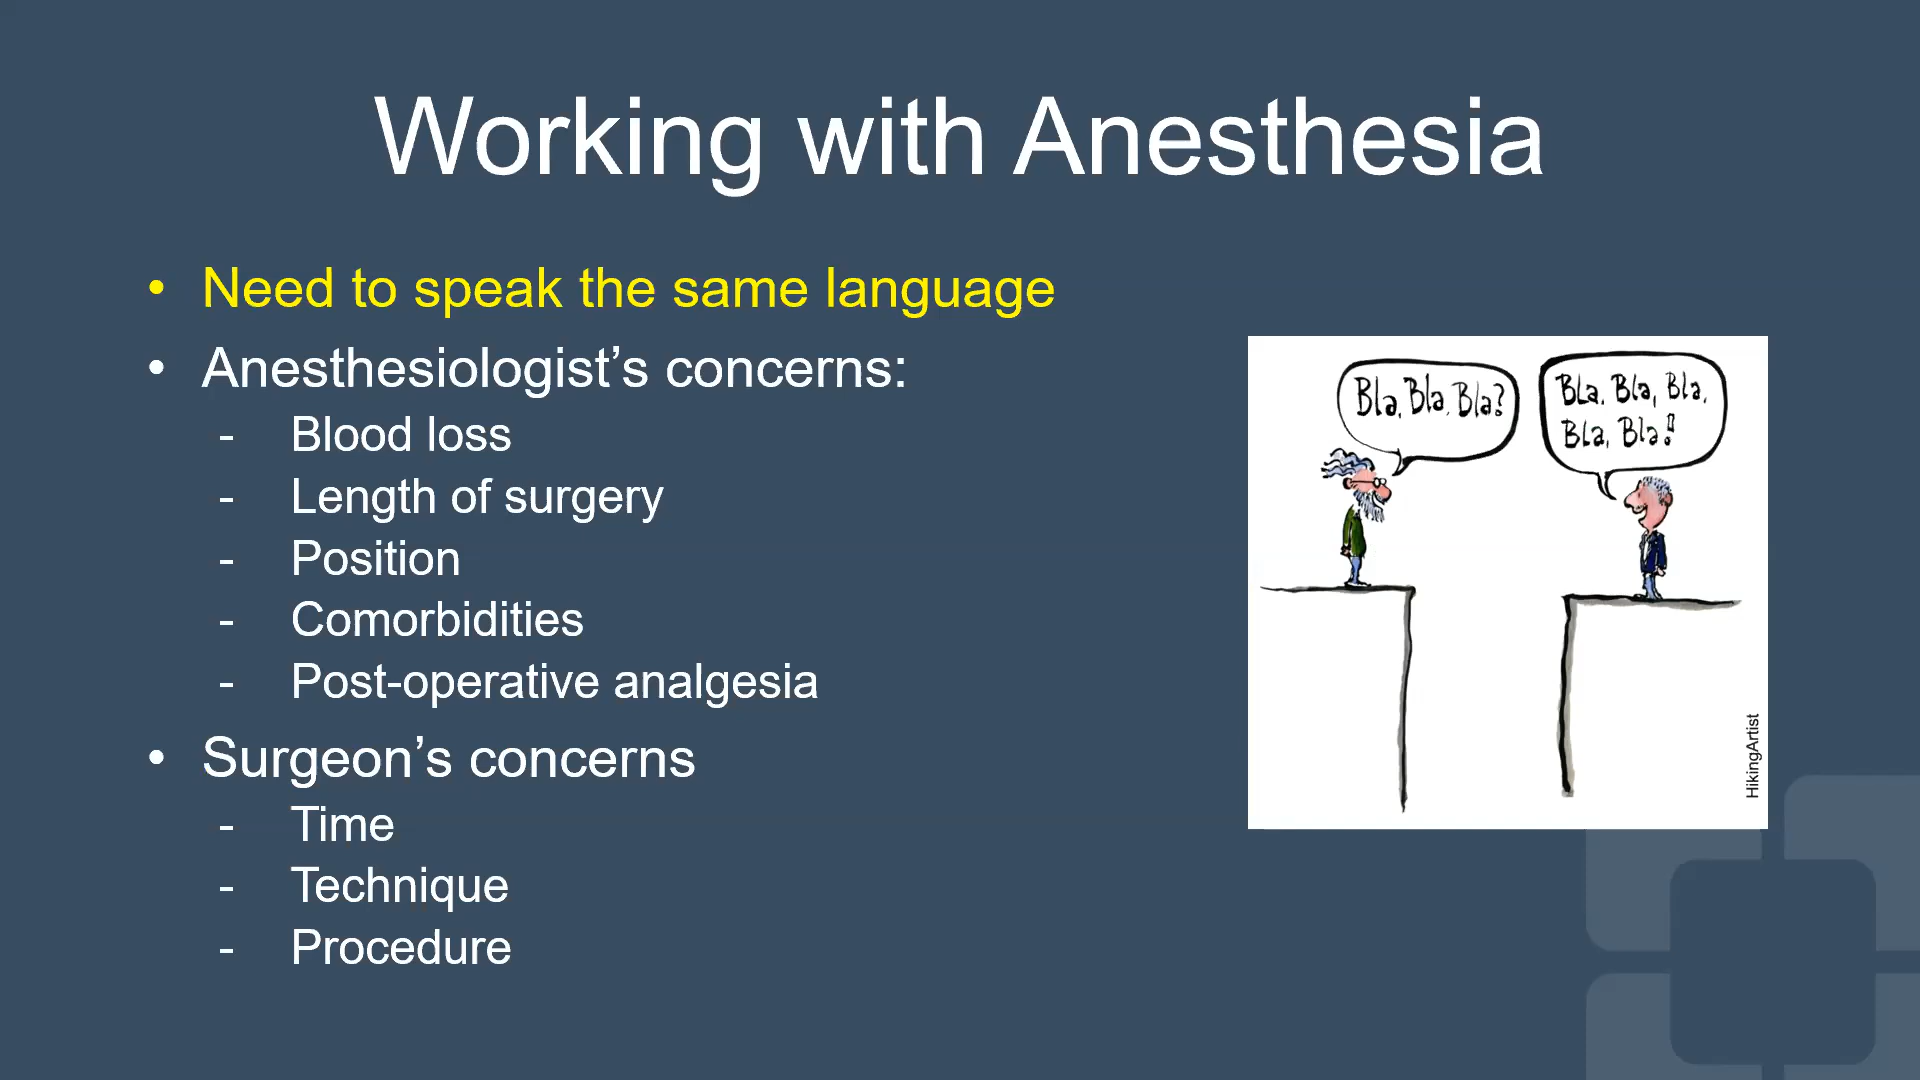 Working with Anesthesia
• Need to speak the same language
• Anesthesiologist’s concerns:
- Blood loss
- Length of surgery
- Position
- Comorbidities
- Post-operative analgesia
• Surgeon’s concerns
- Time
- Technique
- Procedure
Bla, Bla, Bla?
Bla, Bla, Bla,
Bla, Bla!
HikingArtist